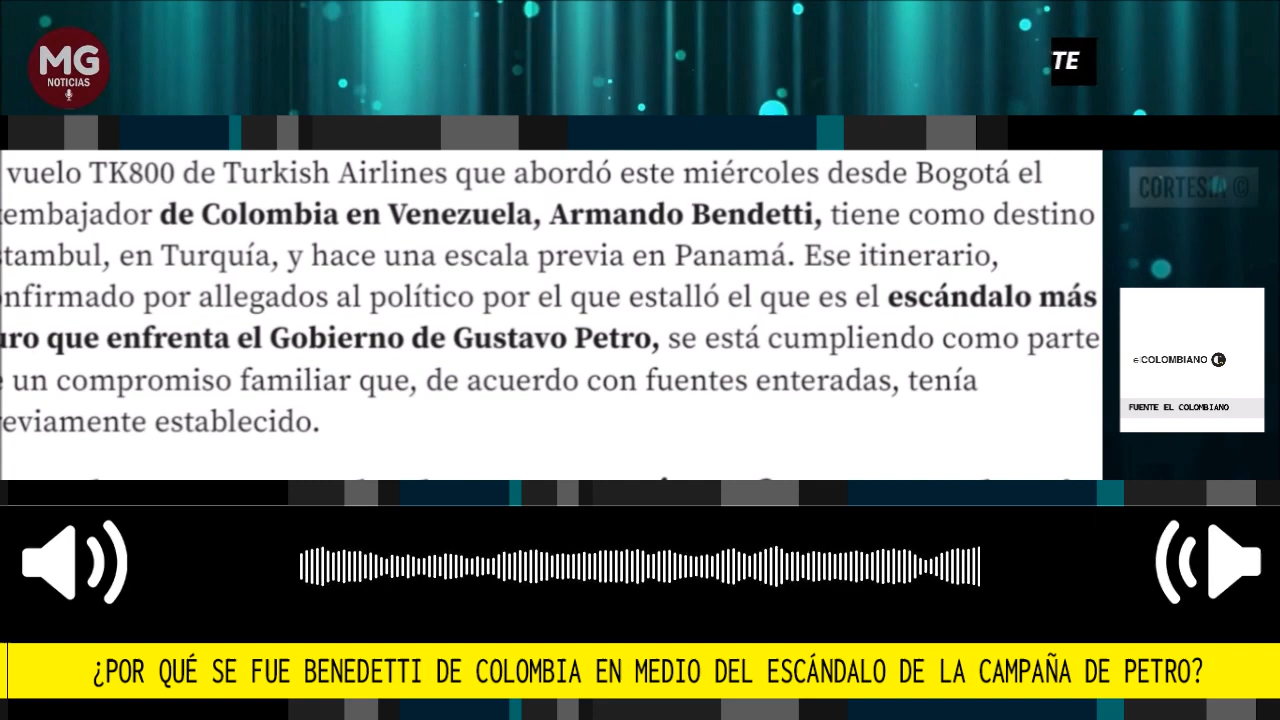 MG
NOTICIAS
TE
vuelo TK800 de Turkish Airlines que abordó este miércoles desde Bogotá el
embajador de Colombia en Venezuela, Armando Bendetti, tiene como destino
stambul, en Turquía, y hace una escala previa en Panamá. Ese itinerario,
nfirmado por allegados al político por el que estalló el que es el escándalo más
uro que enfrenta el Gobierno de Gustavo Petro, se está cumpliendo como parte
un compromiso familiar que, de acuerdo con fuentes enteradas, tenía
reviamente establecido.
CORTESIA ©
EL COLOMBIANO C
FUENTE EL COLOMBIANO
¿POR QUÉ SE FUE BENEDETTI DE COLOMBIA EN MEDIO DEL ESCÁNDALO DE LA CAMPAÑA DE PETRO?